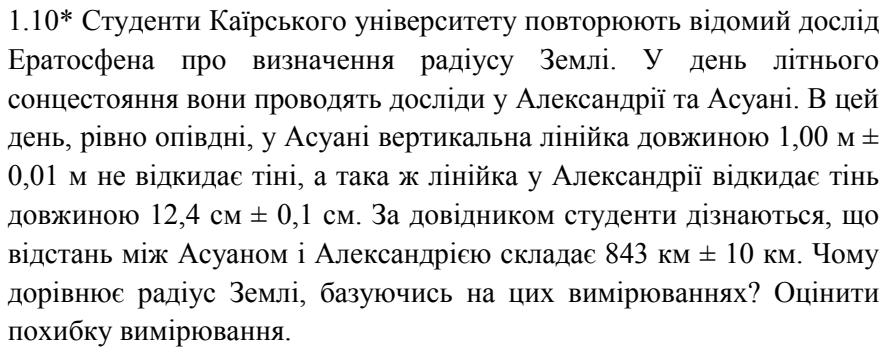 1.10* Студенти Каїрського університету повторюють відомий дослід
Ератосфена про визначення радіусу Землі. У день літнього
сонцестояння вони проводять досліди у Александрії та Асуані. В цей
день, рівно опівдні, у Асуані вертикальна лінійка довжиною 1,00 м ±
0,01 м не відкидає тіні, а така ж лінійка у Александрії відкидає тінь
довжиною 12,4 см ± 0,1 см. За довідником студенти дізнаються, що
відстань між Асуаном і Александрією складає 843 км ± 10 км. Чому
дорівнює радіус Землі, базуючись на цих вимірюваннях? Оцінити
похибку вимірювання.